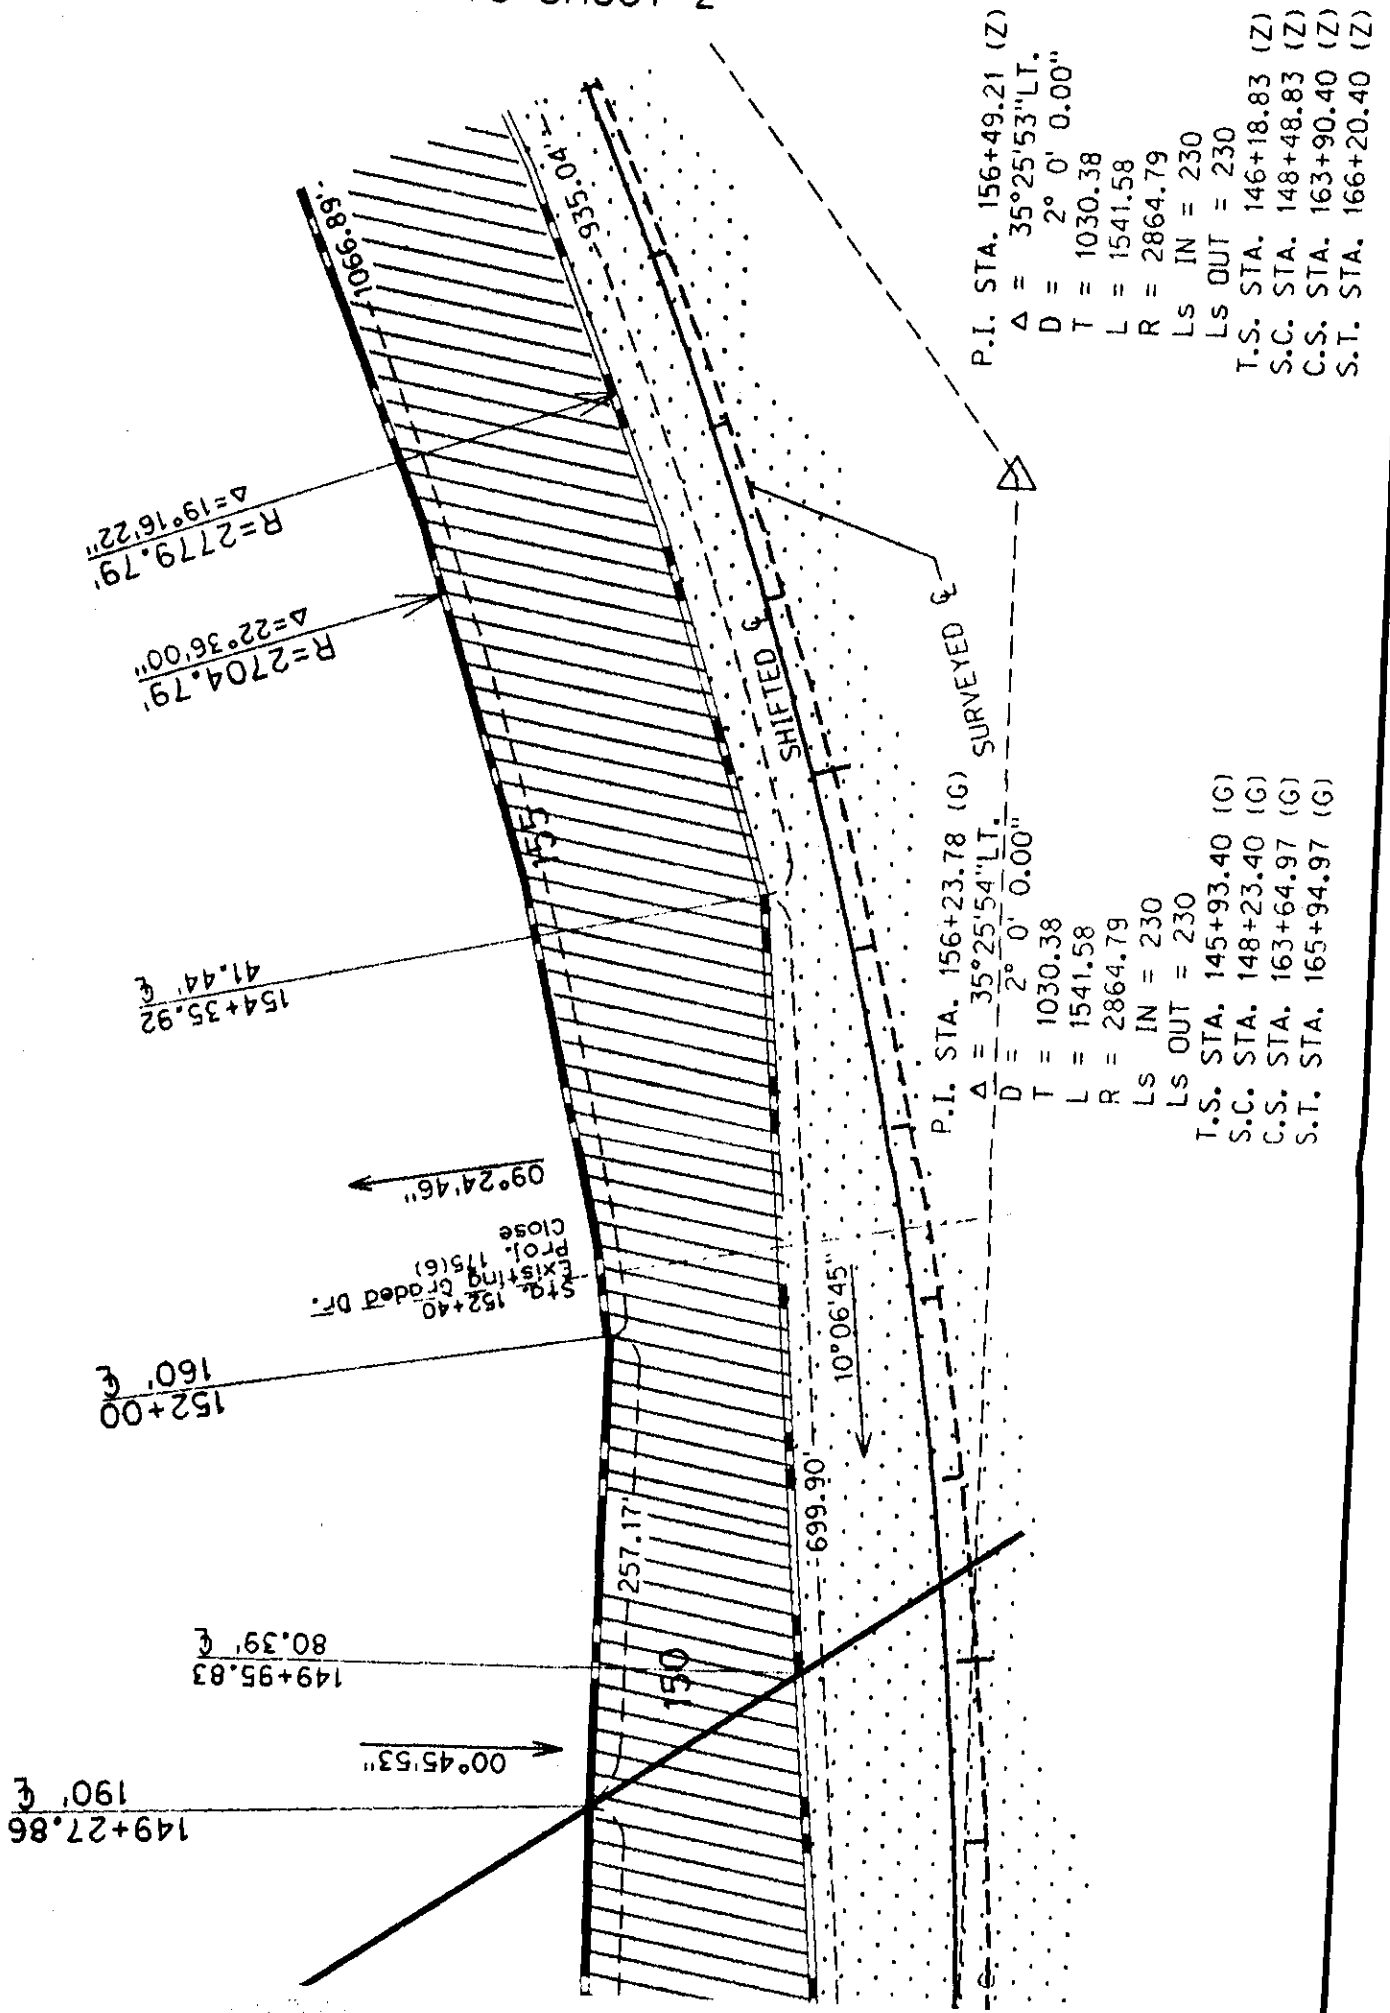 P.I. STA. 156+49.21 (Z)
Δ = 35°25'53"LT.
D = 2° 0' 0.00"
T = 1030.38
L = 1541.58
R = 2864.79
Ls IN = 230
Ls OUT = 230
T.S. STA. 146+18.83 (Z)
S.C. STA. 148+48.83 (Z)
C.S. STA. 163+90.40 (Z)
S.T. STA. 166+20.40 (Z)
1066.89'
935.04'
R=2779.79'
Δ=19°16'22"
R=2704.79'
Δ=22°36'00"
SHIFTED ℄
SURVEYED ℄
155
154+35.92
41.44' ℄
P.I. STA. 156+23.78 (G)
Δ = 35°25'54"LT.
D = 2° 0' 0.00"
T = 1030.38
L = 1541.58
R = 2864.79
Ls IN = 230
Ls OUT = 230
T.S. STA. 145+93.40 (G)
S.C. STA. 148+23.40 (G)
C.S. STA. 163+64.97 (G)
S.T. STA. 165+94.97 (G)
09°24'46"
Sta. 152+40
Existing Graded Dr.
Proj. 175(6)
Close
152+00
160' ℄
10°06'45"
257.17'
699.90'
149+95.83
80.39' ℄
150
00°45'53"
149+27.86
190' ℄